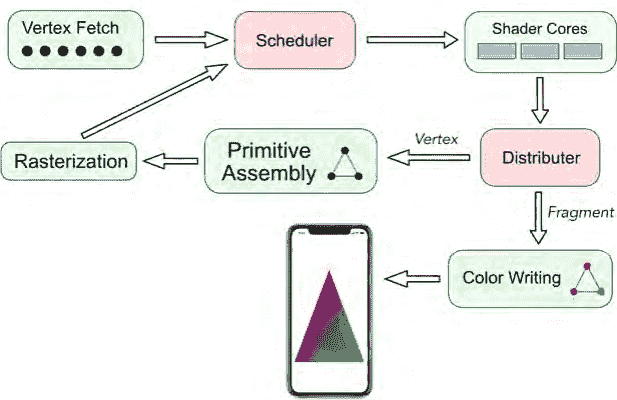 Vertex Fetch
Scheduler
Shader Cores
Rasterization
Primitive
Assembly
Vertex
Distributer
Fragment
Color Writing